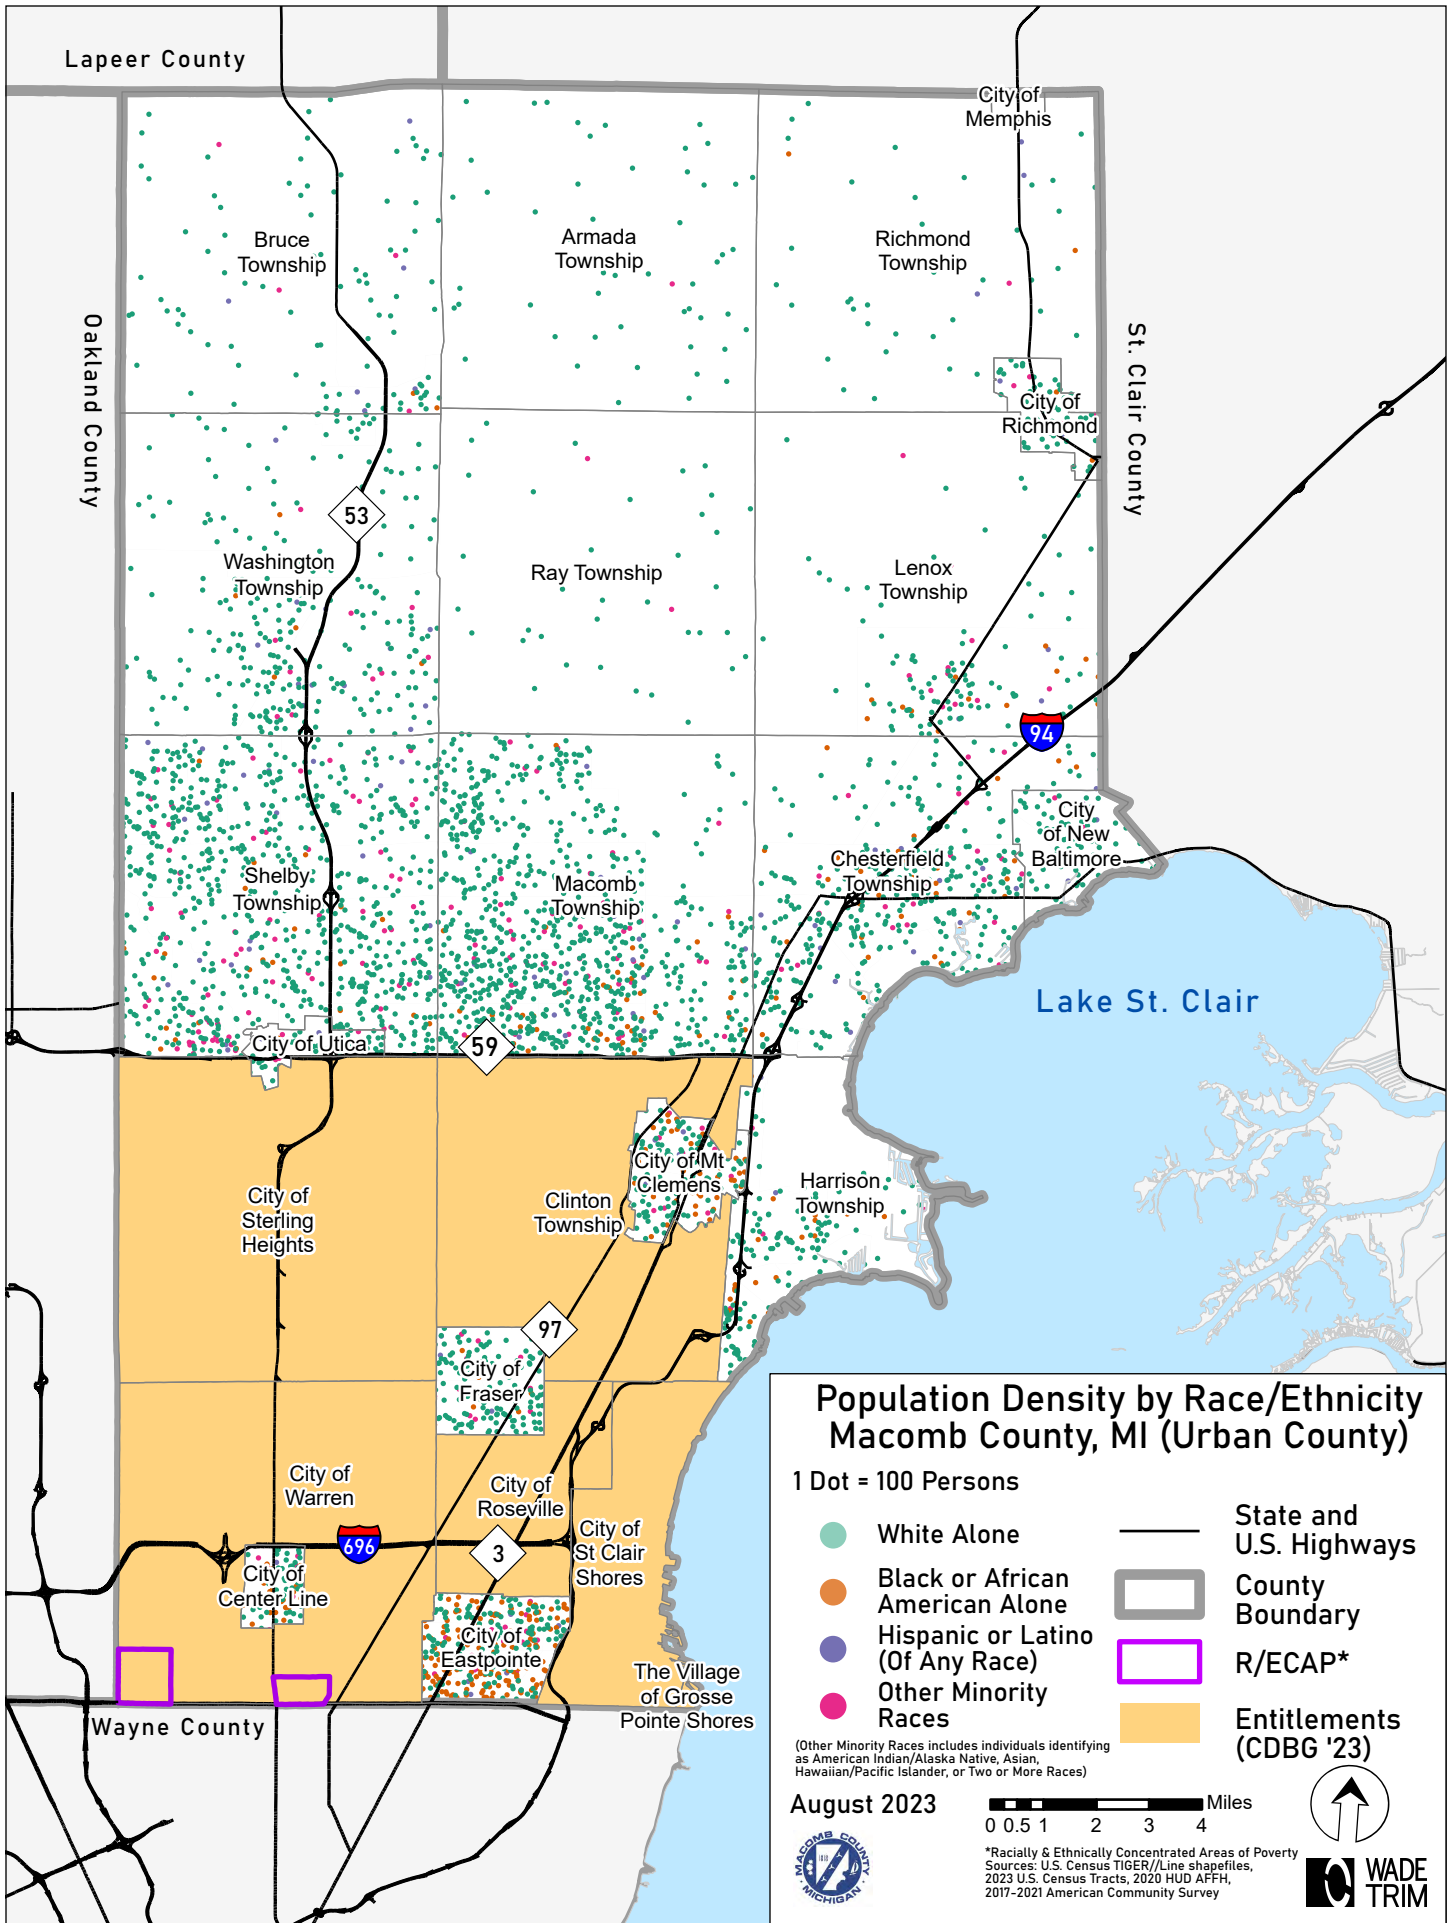 Lapeer County
City of
Memphis
Bruce
Township
Armada
Township
Richmond
Township
Oakland County
St. Clair County
City of
Richmond
53
Washington
Township
Ray Township
Lenox
Township
94
City
of New
Baltimore
Chesterfield
Township
Shelby
Township
Macomb
Township
Lake St. Clair
City of Utica
59
City of Mt
Clemens
Harrison
Township
City of
Sterling
Heights
Clinton
Township
97
City of
Fraser
City of
Warren
City of
Roseville
696
3
City of
St Clair
Shores
City of
Center Line
City of
Eastpointe
The Village
of Grosse
Pointe Shores
Wayne County
Population Density by Race/Ethnicity
Macomb County, MI (Urban County)
1 Dot = 100 Persons
White Alone
Black or African
American Alone
Hispanic or Latino
(Of Any Race)
Other Minority
Races
(Other Minority Races includes individuals identifying
as American Indian/Alaska Native, Asian,
Hawaiian/Pacific Islander, or Two or More Races)
State and
U.S. Highways
County
Boundary
R/ECAP*
Entitlements
(CDBG '23)
August 2023
Miles
0 0.5 1 2 3 4
*Racially & Ethnically Concentrated Areas of Poverty
Sources: U.S. Census TIGER//Line shapefiles,
2023 U.S. Census Tracts, 2020 HUD AFFH,
2017-2021 American Community Survey
MACOMB COUNTY
1818
MICHIGAN
WADE
TRIM